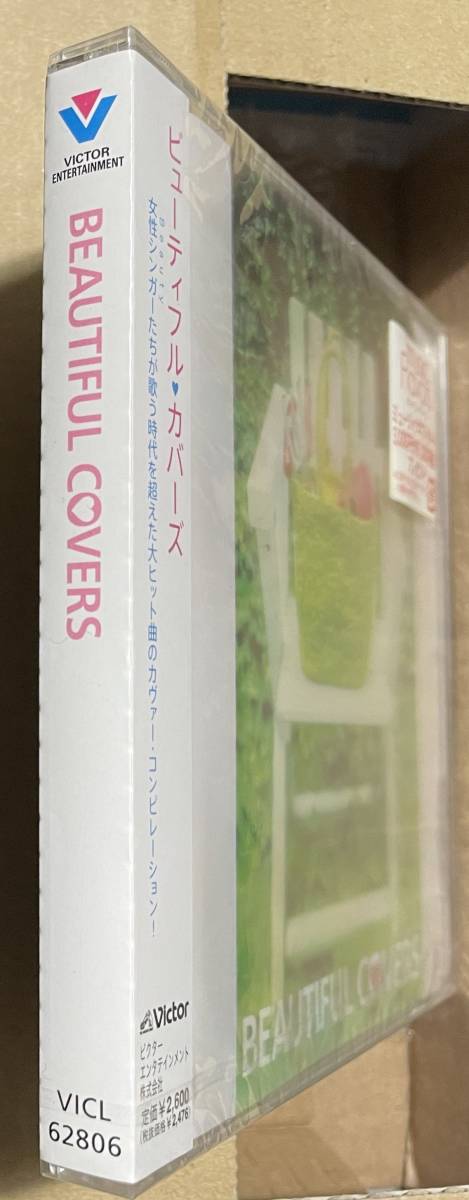 VICTOR
ENTERTAINMENT
BEAUTIFUL COVERS
VICL
62806
ビューティフル♥カバーズ
Beauty
女性シンガーたちが歌う時代を超えた大ヒット曲のカヴァー・コンピレーション!
Victor
ビクター
エンタテインメント
株式会社
定価¥2,600
(税抜価格¥2,476)
BEAUTIFUL COVERS